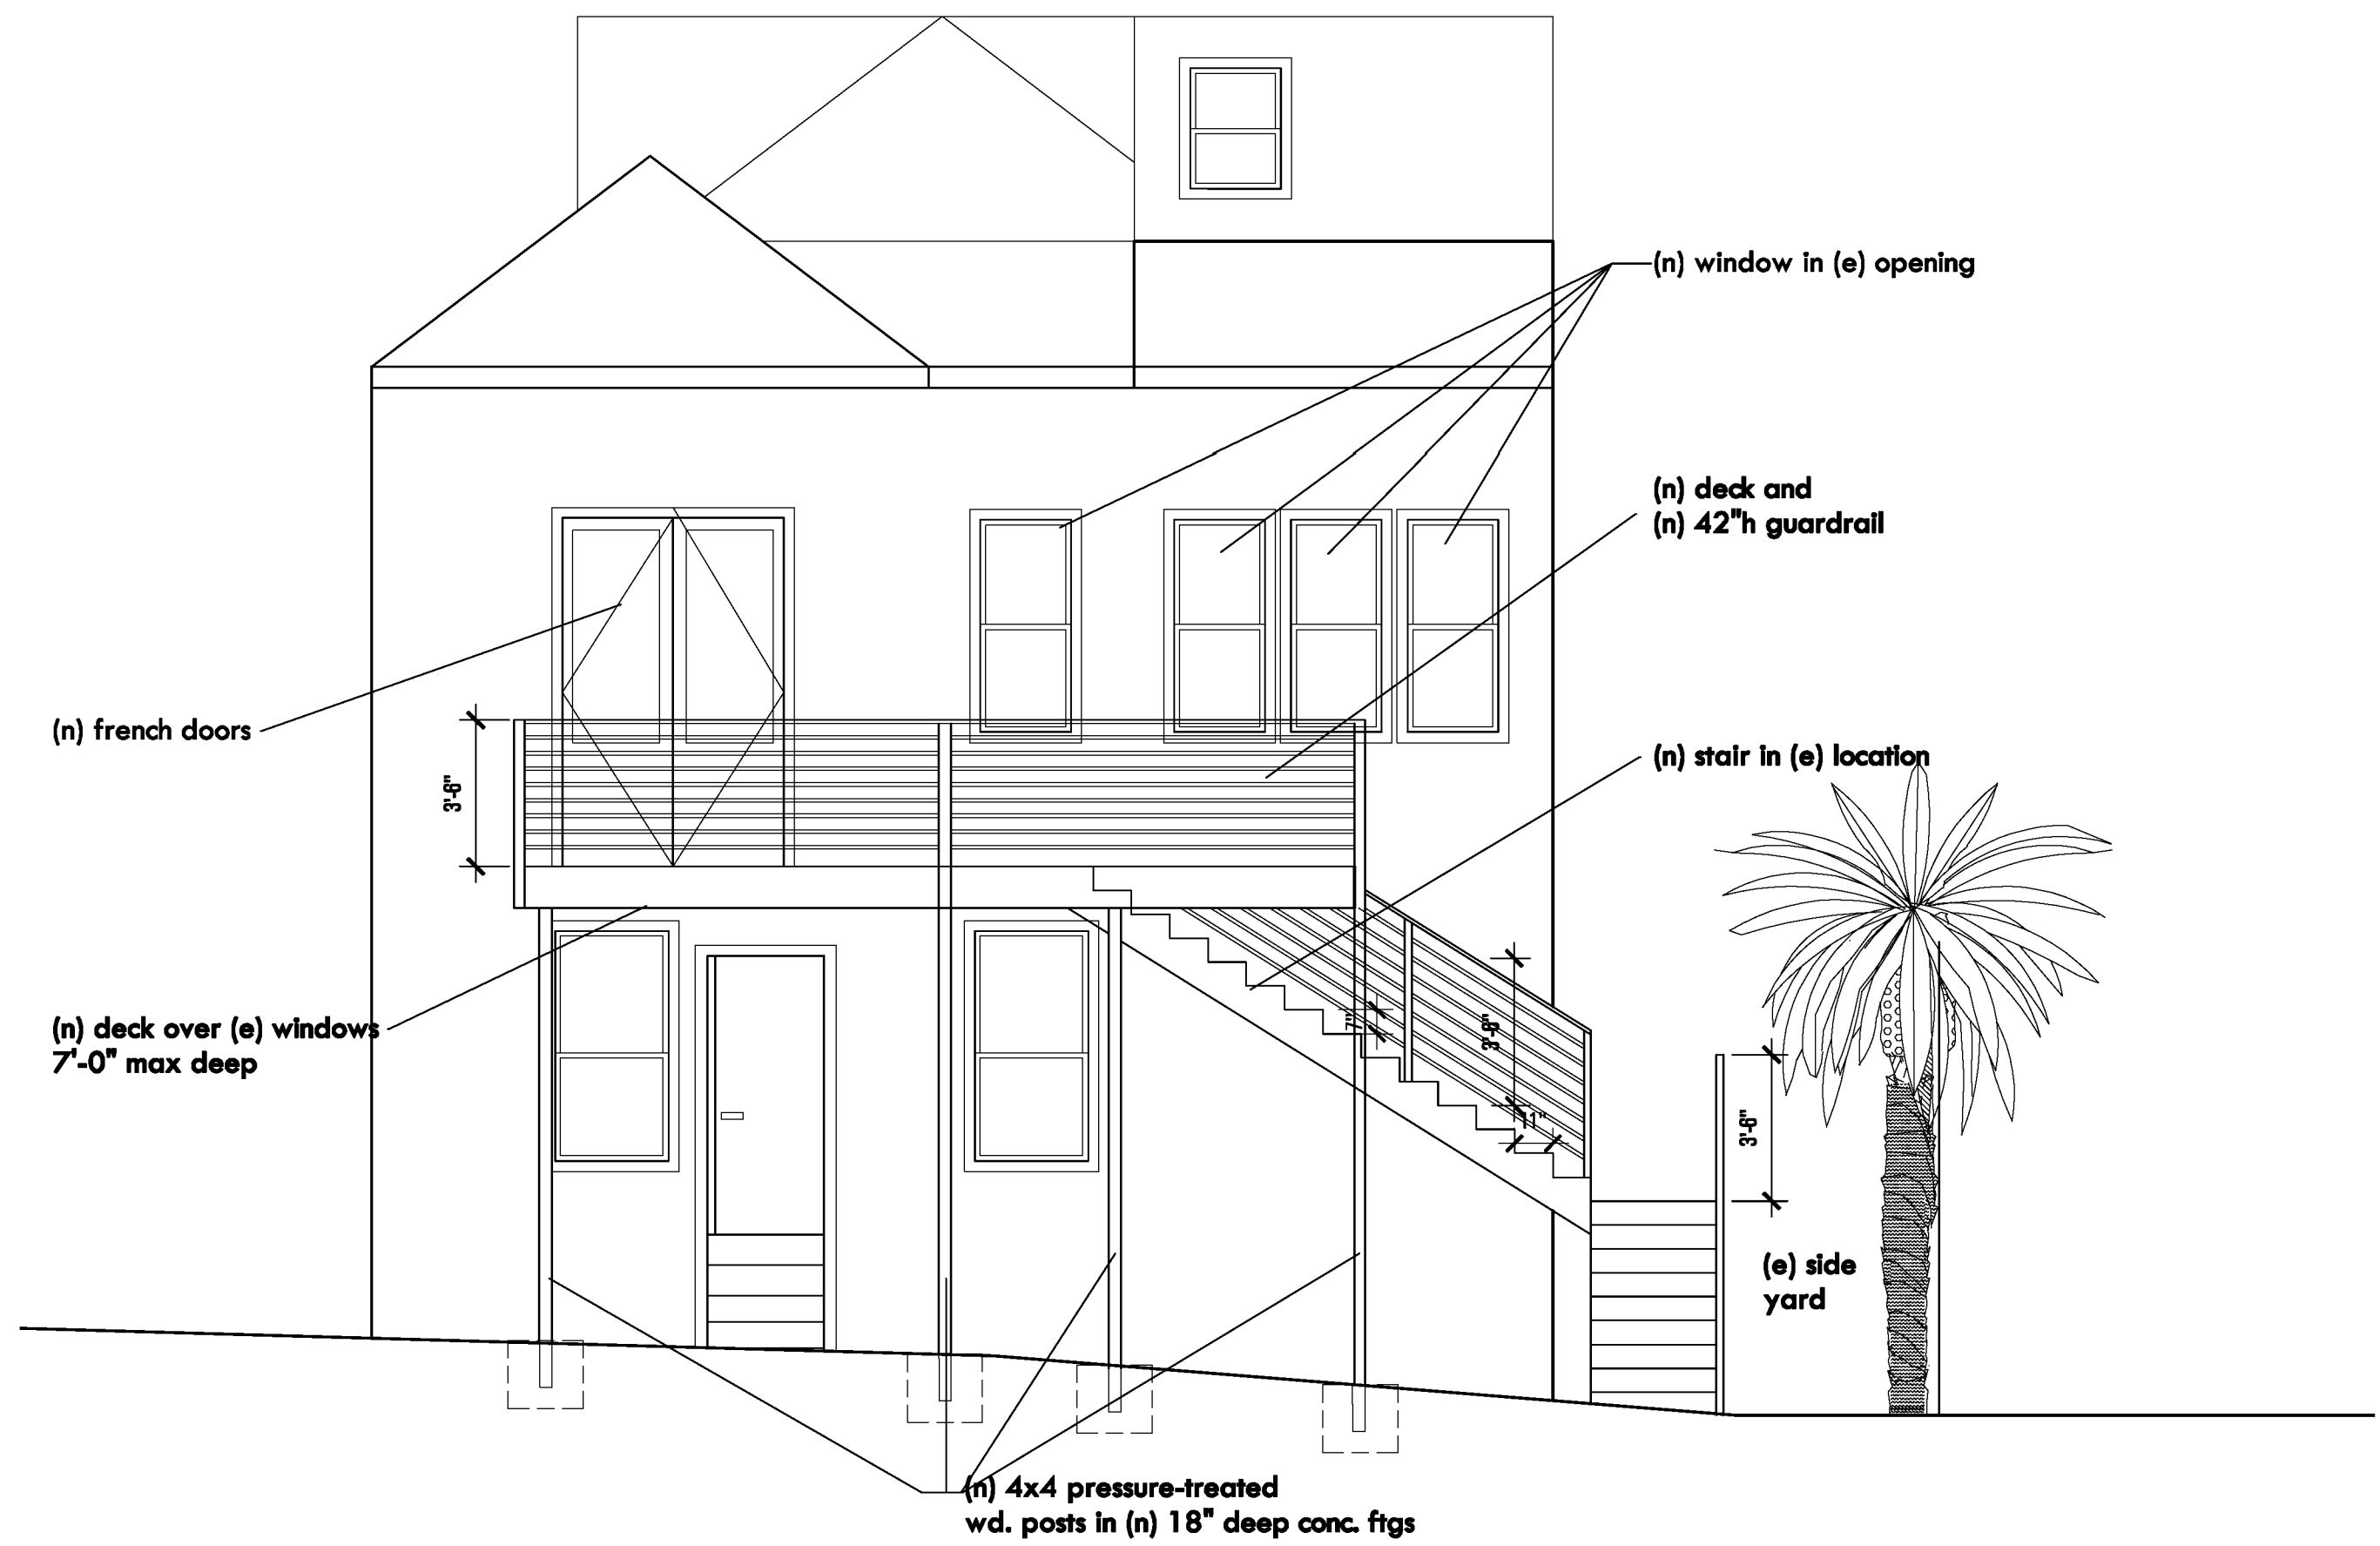 (n) window in (e) opening
(n) deck and
(n) 42"h guardrail
(n) french doors
(n) stair in (e) location
3'-6"
(n) deck over (e) windows
7'-0" max deep
7"
3'-6"
11"
3'-6"
(e) side
yard
(n) 4x4 pressure-treated
wd. posts in (n) 18" deep conc. ftgs